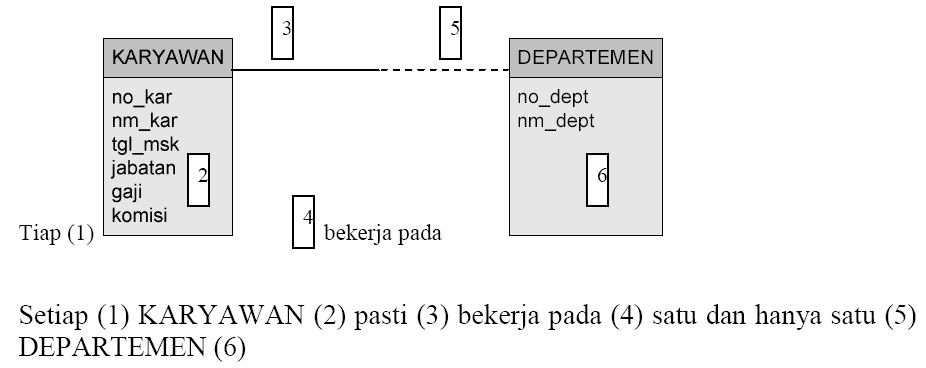 3 5
KARYAWAN DEPARTEMEN
no_kar no_dept
nm_kar nm_dept
tgl_msk
jabatan 2 6
gaji
komisi
Tiap (1) 4 bekerja pada
Setiap (1) KARYAWAN (2) pasti (3) bekerja pada (4) satu dan hanya satu (5)
DEPARTEMEN (6)